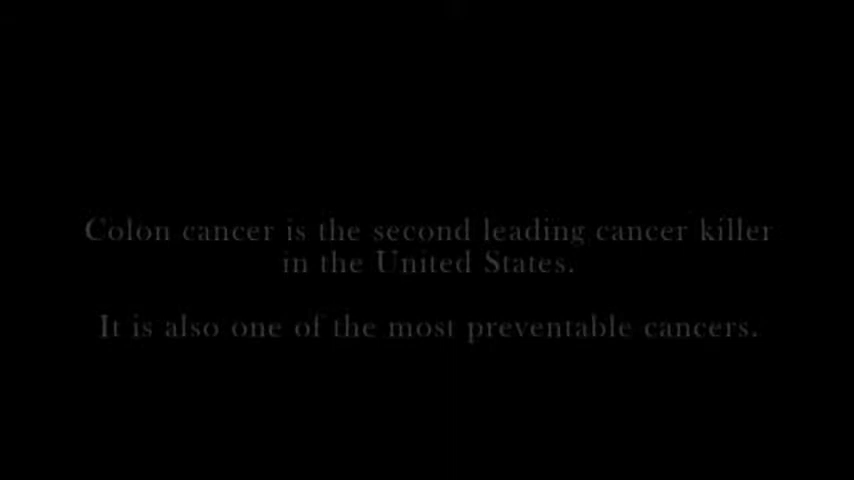 Colon cancer is the second leading cancer killer
in the United States.
It is also one of the most preventable cancers.